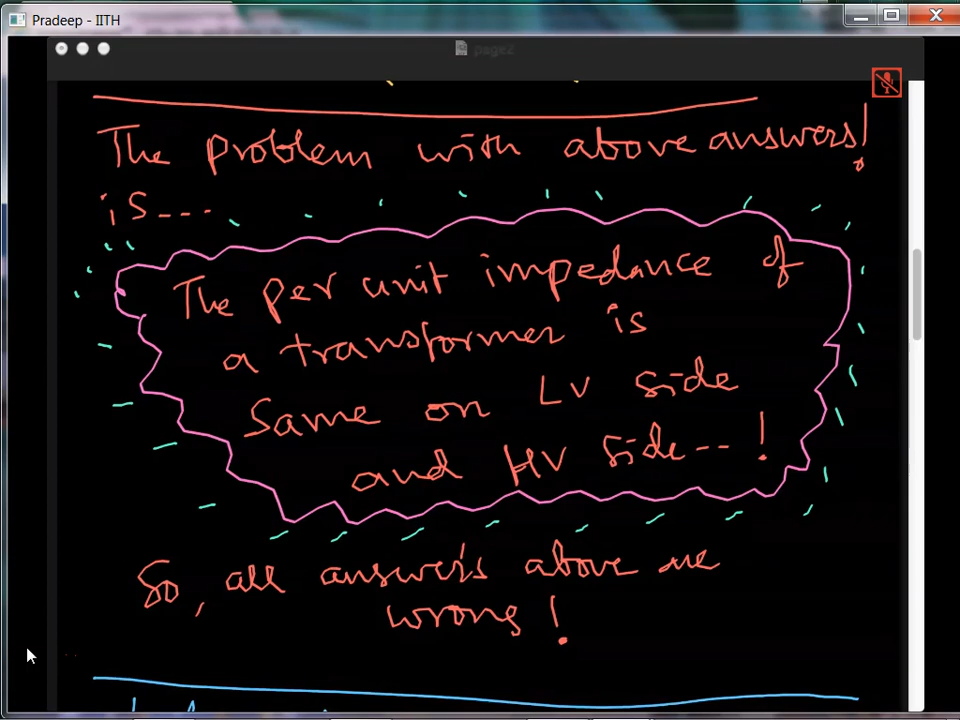 Pradeep - IITH
page2
The problem with above answers!
is---
The per unit impedance of
a transformer is
Same on LV side
and HV side--!
So, all answers above are
wrong!